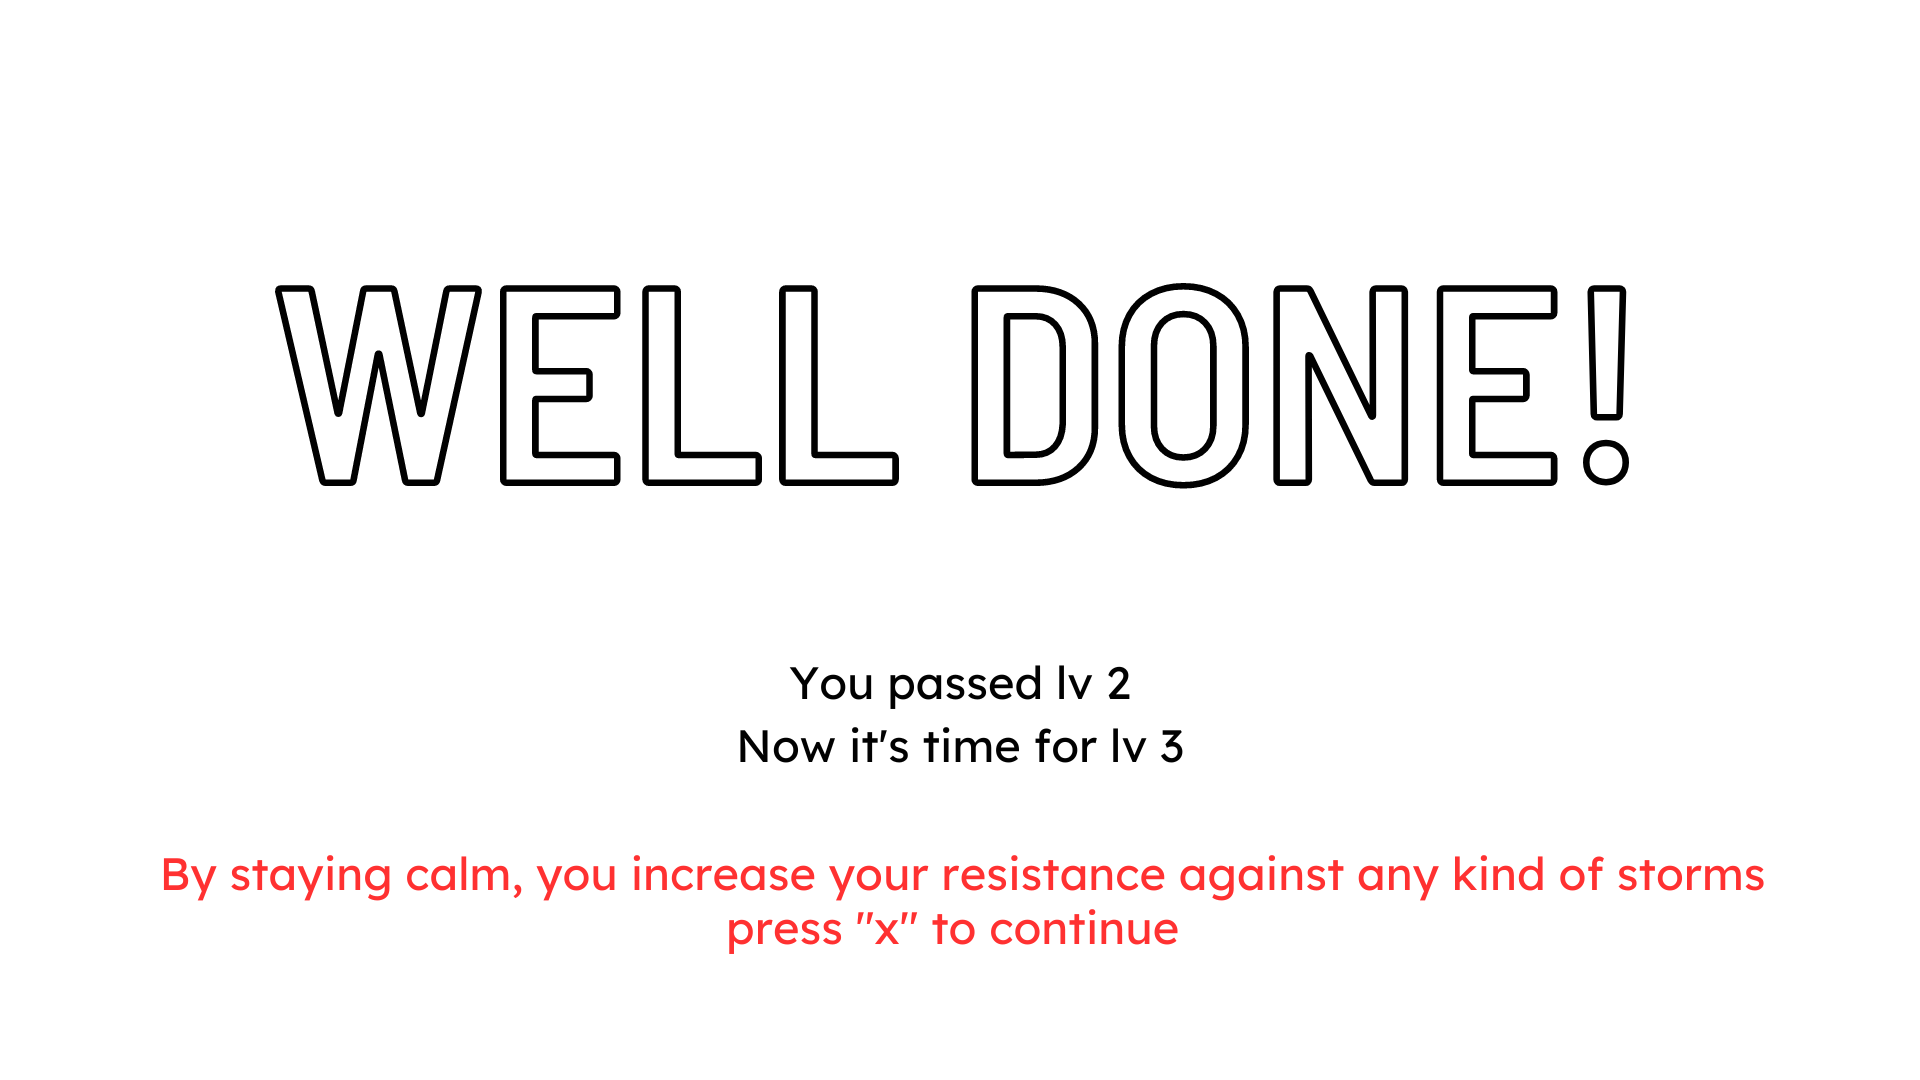 WELL DONE!
You passed lv 2
Now it's time for lv 3
By staying calm, you increase your resistance against any kind of storms
press "x" to continue